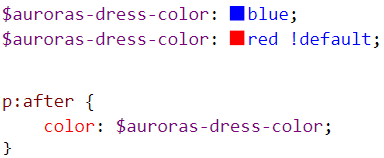 $auroras-dress-color: blue;
$auroras-dress-color: red !default;
p:after {
    color: $auroras-dress-color;
}